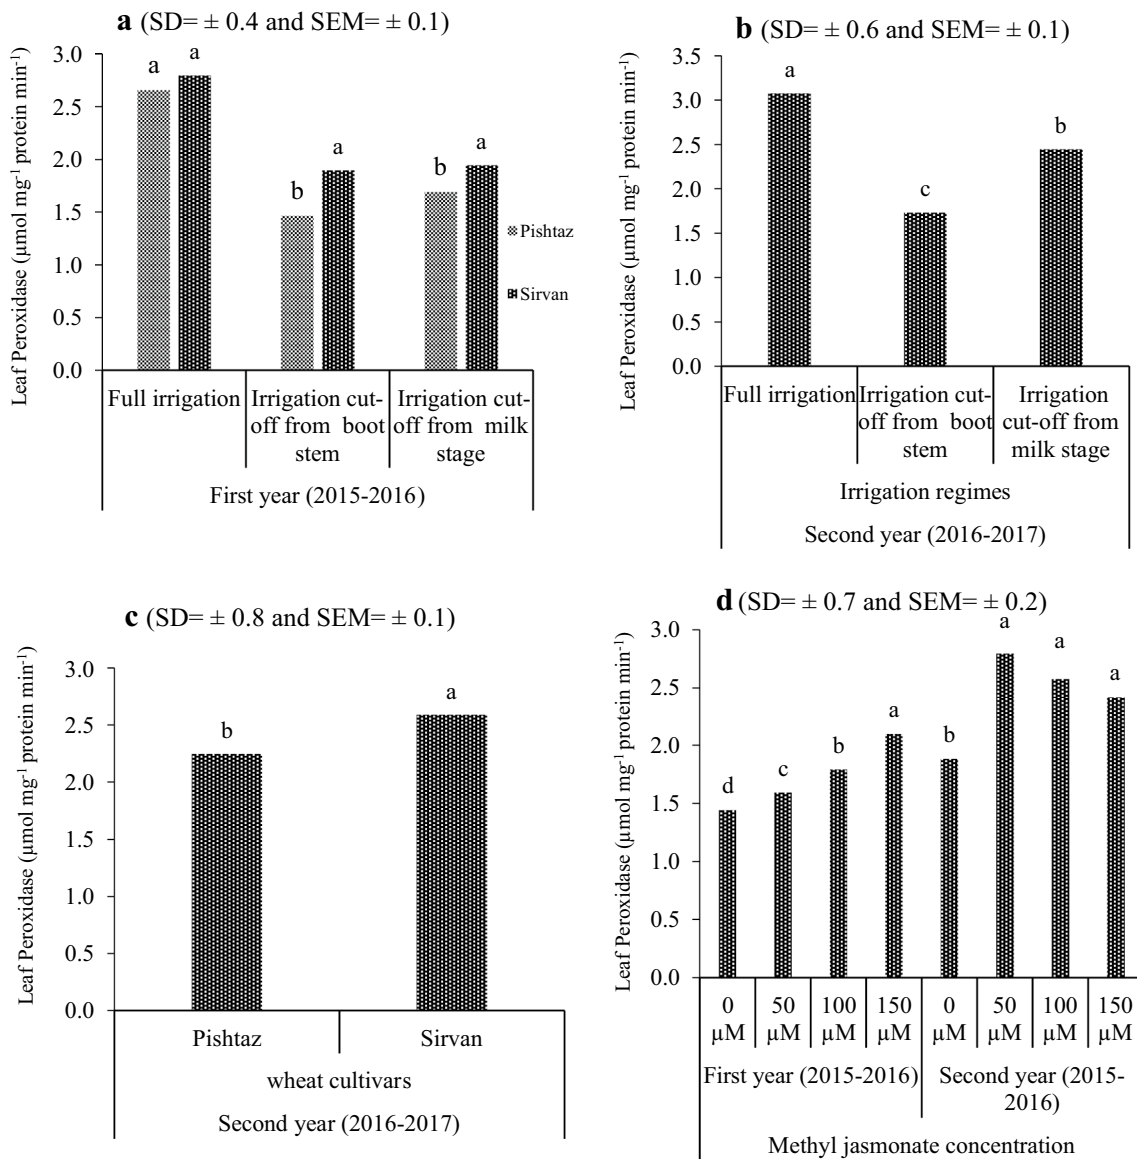 a (SD= ± 0.4 and SEM= ± 0.1)
Leaf Peroxidase (µmol mg⁻¹ protein min⁻¹)
3.0
2.5
2.0
1.5
1.0
0.5
0.0
a
a
b
a
b
a
Pishtaz
Sirvan
Full irrigation
Irrigation cut-
off from boot
stem
Irrigation cut-
off from milk
stage
First year (2015-2016)
b (SD= ± 0.6 and SEM= ± 0.1)
Leaf Peroxidase (µmol mg⁻¹ protein min⁻¹)
3.5
3.0
2.5
2.0
1.5
1.0
0.5
0.0
a
c
b
Full irrigation
Irrigation cut-
off from boot
stem
Irrigation
cut-off from
milk stage
Irrigation regimes
Second year (2016-2017)
c (SD= ± 0.8 and SEM= ± 0.1)
Leaf Peroxidase (µmol mg⁻¹ protein min⁻¹)
3.0
2.5
2.0
1.5
1.0
0.5
0.0
b
a
Pishtaz
Sirvan
wheat cultivars
Second year (2016-2017)
d (SD= ± 0.7 and SEM= ± 0.2)
Leaf Peroxidase (µmol mg⁻¹ protein min⁻¹)
3.0
2.5
2.0
1.5
1.0
0.5
0.0
d
c
b
a
b
a
a
a
0
µM
50
µM
100
µM
150
µM
0
µM
50
µM
100
µM
150
µM
First year (2015-2016)
Second year (2015-
2016)
Methyl jasmonate concentration